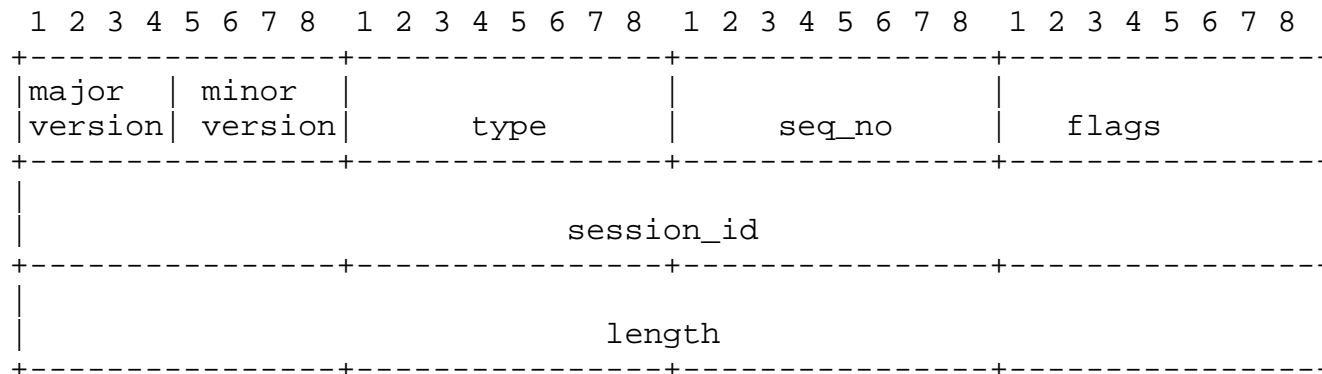 1 2 3 4 5 6 7 8 1 2 3 4 5 6 7 8 1 2 3 4 5 6 7 8 1 2 3 4 5 6 7 8
+----------------+----------------+----------------+----------------+
|major | minor | | |
|version| version| type | seq_no | flags
+----------------+----------------+----------------+----------------+
|
| session_id
+----------------+----------------+----------------+----------------+
|
| length
+----------------+----------------+----------------+----------------+